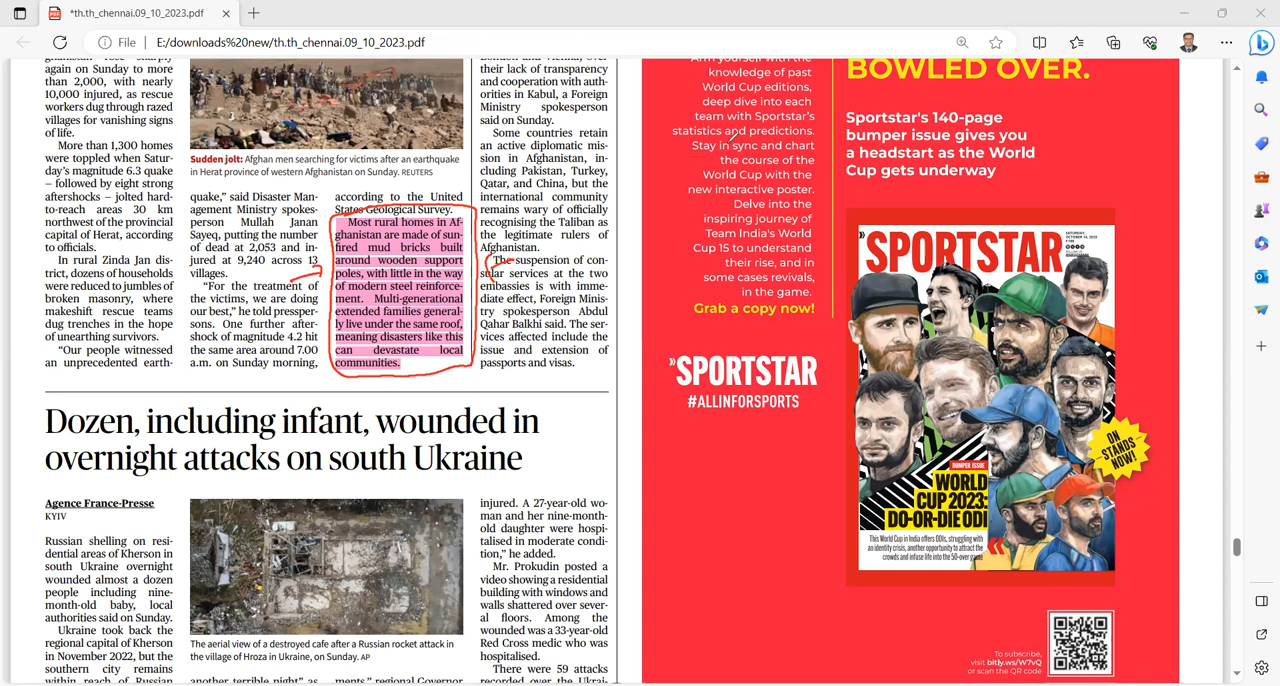 *th.th_chennai.09_10_2023.pdf
File
E:/downloads%20new/th.th_chennai.09_10_2023.pdf
again on Sunday to more
than 2,000, with nearly
10,000 injured, as rescue
workers dug through razed
villages for vanishing signs
of life.
More than 1,300 homes
were toppled when Satur-
day's magnitude 6.3 quake
– followed by eight strong
aftershocks – jolted hard-
to-reach areas 30 km
northwest of the provincial
capital of Herat, according
to officials.
In rural Zinda Jan dis-
trict, dozens of households
were reduced to jumbles of
broken masonry, where
makeshift rescue teams
dug trenches in the hope
of unearthing survivors.
"Our people witnessed
an unprecedented earth-
Sudden jolt: Afghan men searching for victims after an earthquake
in Herat province of western Afghanistan on Sunday. REUTERS
quake," said Disaster Man-
agement Ministry spokes-
person Mullah Janan
Sayeq, putting the number
of dead at 2,053 and in-
jured at 9,240 across 13
villages.
"For the treatment of
the victims, we are doing
our best," he told pressper-
sons. One further after-
shock of magnitude 4.2 hit
the same area around 7.00
a.m. on Sunday morning,
according to the United
States Geological Survey.
Most rural homes in Af-
ghanistan are made of sun-
fired mud bricks built
around wooden support
poles, with little in the way
of modern steel reinforce-
ment. Multi-generational
extended families general-
ly live under the same roof,
meaning disasters like this
can devastate local
communities.
London and Vienna, over
their lack of transparency
and cooperation with auth-
orities in Kabul, a Foreign
Ministry spokesperson
said on Sunday.
Some countries retain
an active diplomatic mis-
sion in Afghanistan, in-
cluding Pakistan, Turkey,
Qatar, and China, but the
international community
remains wary of officially
recognising the Taliban as
the legitimate rulers of
Afghanistan.
The suspension of con-
sular services at the two
embassies is with imme-
diate effect, Foreign Minis-
try spokesperson Abdul
Qahar Balkhi said. The ser-
vices affected include the
issue and extension of
passports and visas.
Dozen, including infant, wounded in
overnight attacks on south Ukraine
Agence France-Presse
KYIV
Russian shelling on res-
idential areas of Kherson in
south Ukraine overnight
wounded almost a dozen
people including nine-
month-old baby, local
authorities said on Sunday.
Ukraine took back the
regional capital of Kherson
in November 2022, but the
southern city remains
within reach of Russian
The aerial view of a destroyed cafe after a Russian rocket attack in
the village of Hroza in Ukraine, on Sunday. AP
another terrible night" as
ments," regional Governor
injured. A 27-year-old wo-
man and her nine-month-
old daughter were hospi-
talised in moderate condi-
tion," he added.
Mr. Prokudin posted a
video showing a residential
building with windows and
walls shattered over sever-
al floors. Among the
wounded was a 33-year-old
Red Cross medic who was
hospitalised.
There were 59 attacks
recorded over the Ukrai-
Arm yourself with the
knowledge of past
World Cup editions,
deep dive into each
team with Sportstar's
statistics and predictions.
Stay in sync and chart
the course of the
World Cup with the
new interactive poster.
Delve into the
inspiring journey of
Team India's World
Cup 15 to understand
their rise, and in
some cases revivals,
in the game.
Grab a copy now!
SPORTSTAR
#ALLINFORSPORTS
BOWLED OVER.
Sportstar's 140-page
bumper issue gives you
a headstart as the World
Cup gets underway
SPORTSTAR
SATURDAY,
OCTOBER 14, 2023
BUMPER ISSUE
WORLD
CUP 2023:
DO-OR-DIE ODI
This World Cup in India offers ODIs, struggling with
an identity crisis, another opportunity to attract the
crowds and infuse life into the 50-over game
ON
STANDS
NOW!
To subscribe,
visit bitly.ws/W7vQ
or scan the QR code